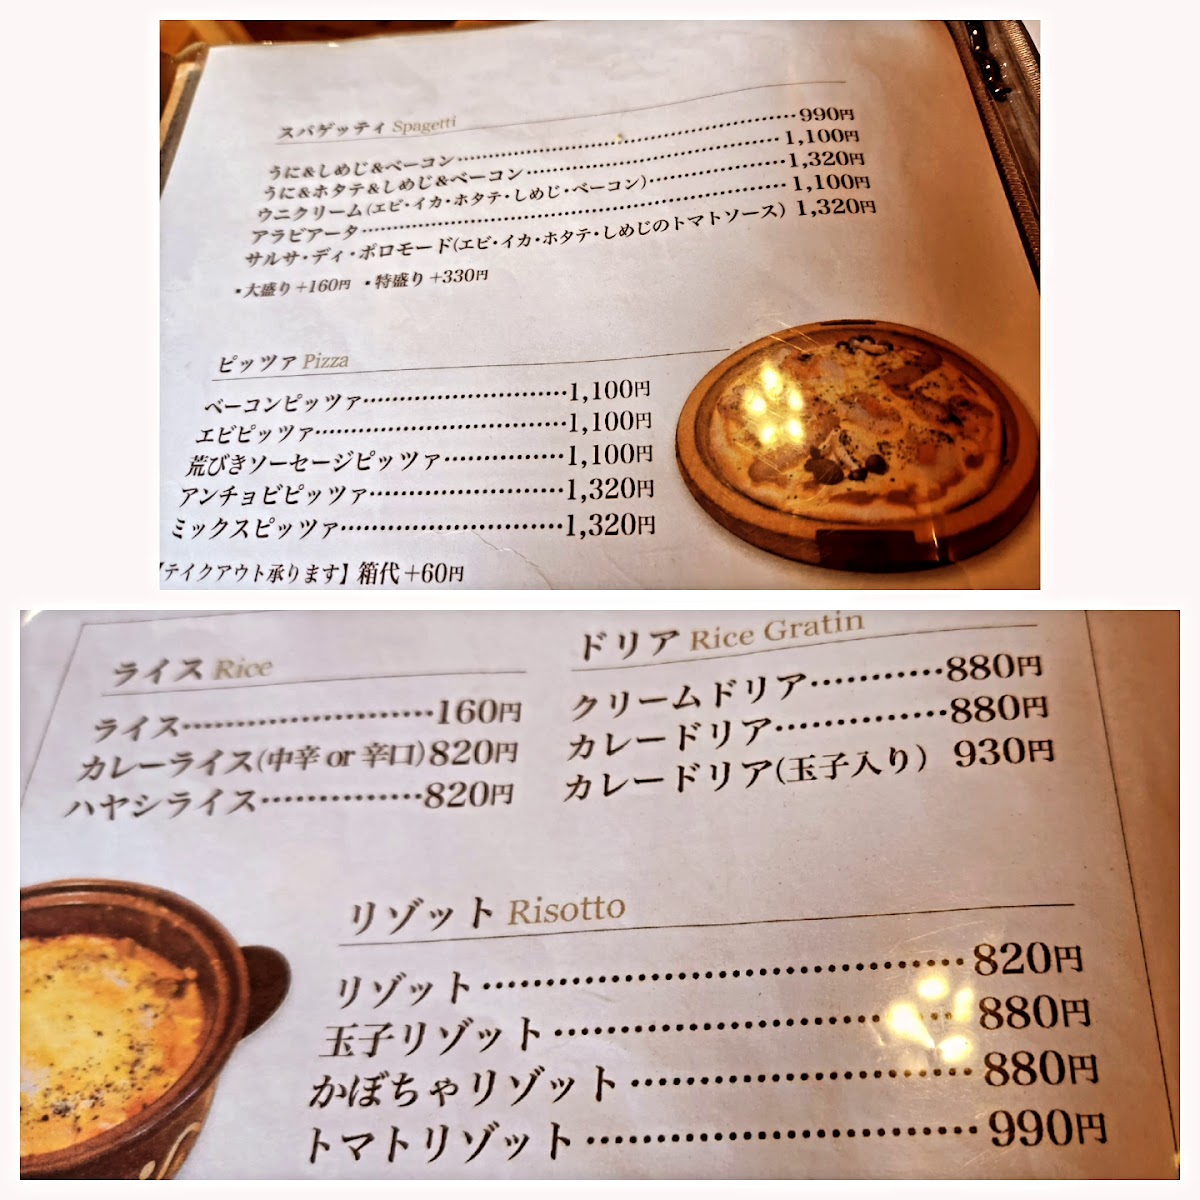 スパゲッティ Spagetti
うに&しめじ&ベーコン 990円
うに&ホタテ&しめじ&ベーコン 1,100円
ウニクリーム(エビ・イカ・ホタテ・しめじ・ベーコン) 1,320円
アラビアータ 1,100円
サルサ・ディ・ポロモード(エビ・イカ・ホタテ・しめじのトマトソース) 1,320円
・大盛り+160円 ・特盛り+330円
ピッツァ Pizza
ベーコンピッツァ 1,100円
エビピッツァ 1,100円
荒びきソーセージピッツァ 1,100円
アンチョビピッツァ 1,320円
ミックスピッツァ 1,320円
【テイクアウト承ります】箱代+60円
ライス Rice
ライス 160円
カレーライス(中辛 or 辛口) 820円
ハヤシライス 820円
ドリア Rice Gratin
クリームドリア 880円
カレードリア 880円
カレードリア(玉子入り) 930円
リゾット Risotto
リゾット 820円
玉子リゾット 880円
かぼちゃリゾット 880円
トマトリゾット 990円